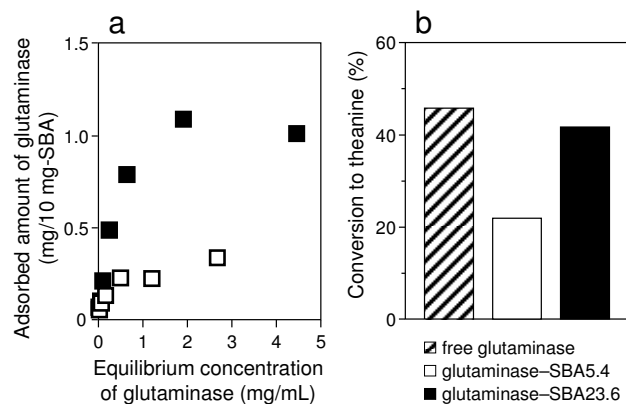 a
Adsorbed amount of glutaminase
(mg/10 mg-SBA)
1.5
1.0
0.5
0
0 1 2 3 4 5
Equilibrium concentration
of glutaminase (mg/mL)
b
Conversion to theanine (%)
60
40
20
0
free glutaminase
glutaminase–SBA5.4
glutaminase–SBA23.6